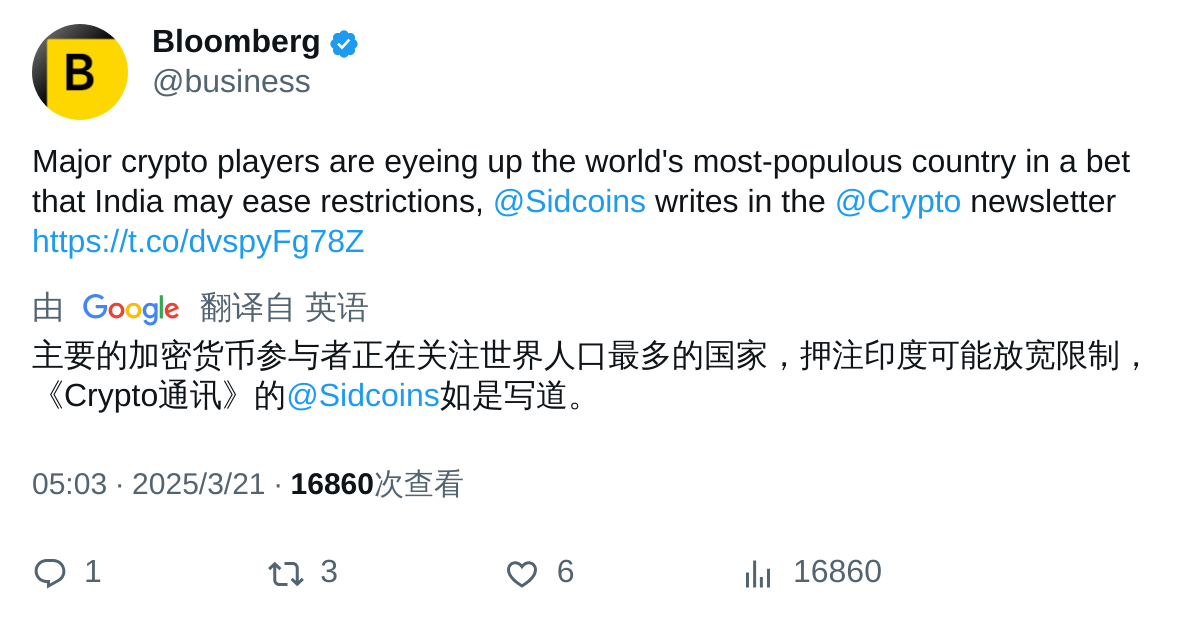 B
Bloomberg
@business
Major crypto players are eyeing up the world's most-populous country in a bet
that India may ease restrictions, @Sidcoins writes in the @Crypto newsletter
https://t.co/dvspyFg78Z
由 Google 翻译自 英语
主要的加密货币参与者正在关注世界人口最多的国家，押注印度可能放宽限制，
《Crypto通讯》的@Sidcoins如是写道。
05:03 · 2025/3/21 · 16860次查看
1 3 6 16860